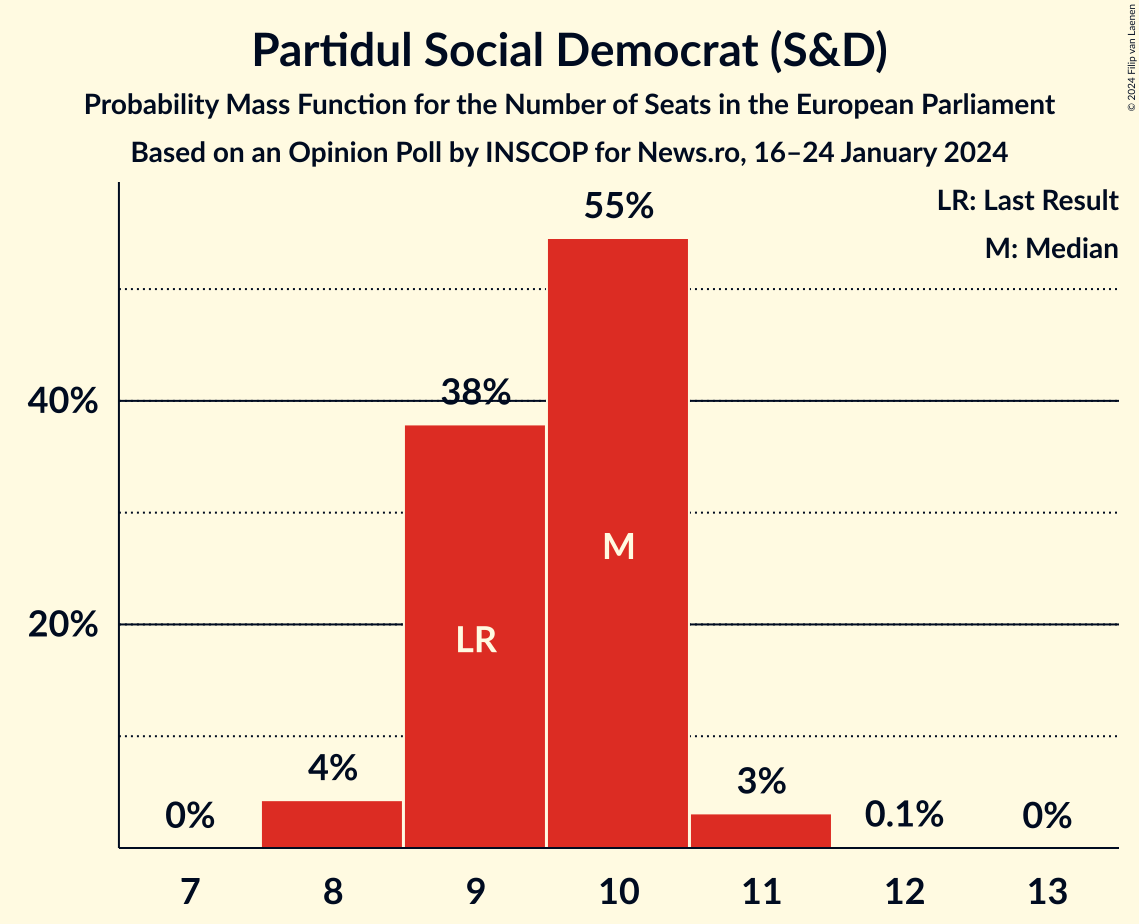 Partidul Social Democrat (S&D)
Probability Mass Function for the Number of Seats in the European Parliament
Based on an Opinion Poll by INSCOP for News.ro, 16–24 January 2024
© 2024 Filip van Laenen
LR: Last Result
M: Median
55%
38%
40%
M
20%
LR
4%
3%
0%
0.1%
0%
7 8 9 10 11 12 13